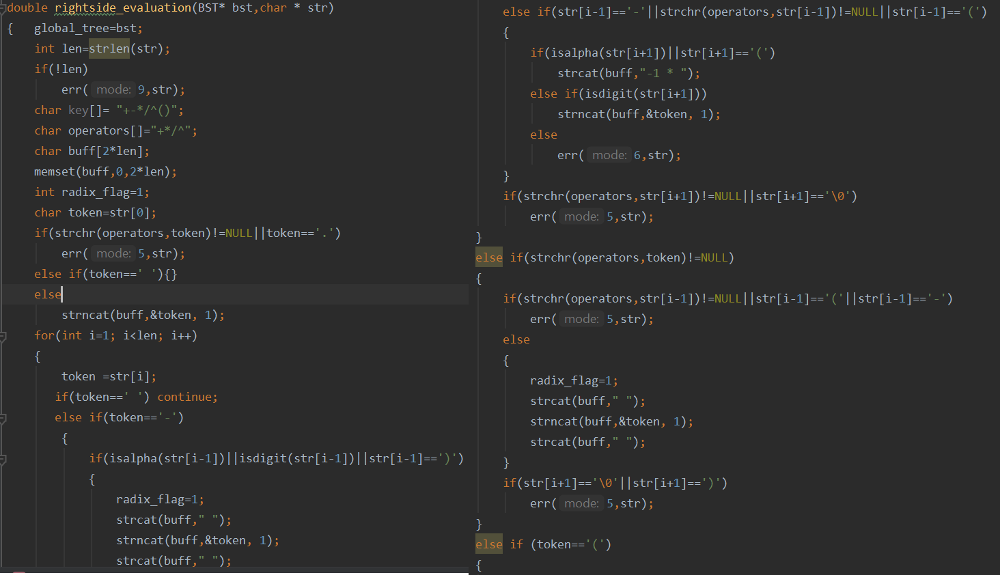 double rightside_evaluation(BST* bst,char * str)
{   global_tree=bst;
    int len=strlen(str);
    if(!len)
        err( mode: 9,str);
    char key[]= "+-*/^()";
    char operators[]="+*/^";
    char buff[2*len];
    memset(buff,0,2*len);
    int radix_flag=1;
    char token=str[0];
    if(strchr(operators,token)!=NULL||token=='.')
        err( mode: 5,str);
    else if(token==' '){}
    else
        strncat(buff,&token, 1);
    for(int i=1; i<len; i++)
    {
        token =str[i];
       if(token==' ') continue;
       else if(token=='-')
        {
            if(isalpha(str[i-1])||isdigit(str[i-1])||str[i-1]==')')
            {
                radix_flag=1;
                strcat(buff," ");
                strncat(buff,&token, 1);
                strcat(buff," ");
    else if(str[i-1]=='-'||strchr(operators,str[i-1])!=NULL||str[i-1]=='(')
    {
        if(isalpha(str[i+1])||str[i+1]=='(')
            strcat(buff,"-1 * ");
        else if(isdigit(str[i+1]))
            strncat(buff,&token, 1);
        else
            err( mode: 6,str);
    }
    if(strchr(operators,str[i+1])!=NULL||str[i+1]=='\0')
        err( mode: 5,str);
}
else if(strchr(operators,token)!=NULL)
{
    if(strchr(operators,str[i-1])!=NULL||str[i-1]=='('||str[i-1]=='-')
        err( mode: 5,str);
    else
    {
        radix_flag=1;
        strcat(buff," ");
        strncat(buff,&token, 1);
        strcat(buff," ");
    }
    if(str[i+1]=='\0'||str[i+1]==')')
        err( mode: 5,str);
}
else if (token=='(')
{